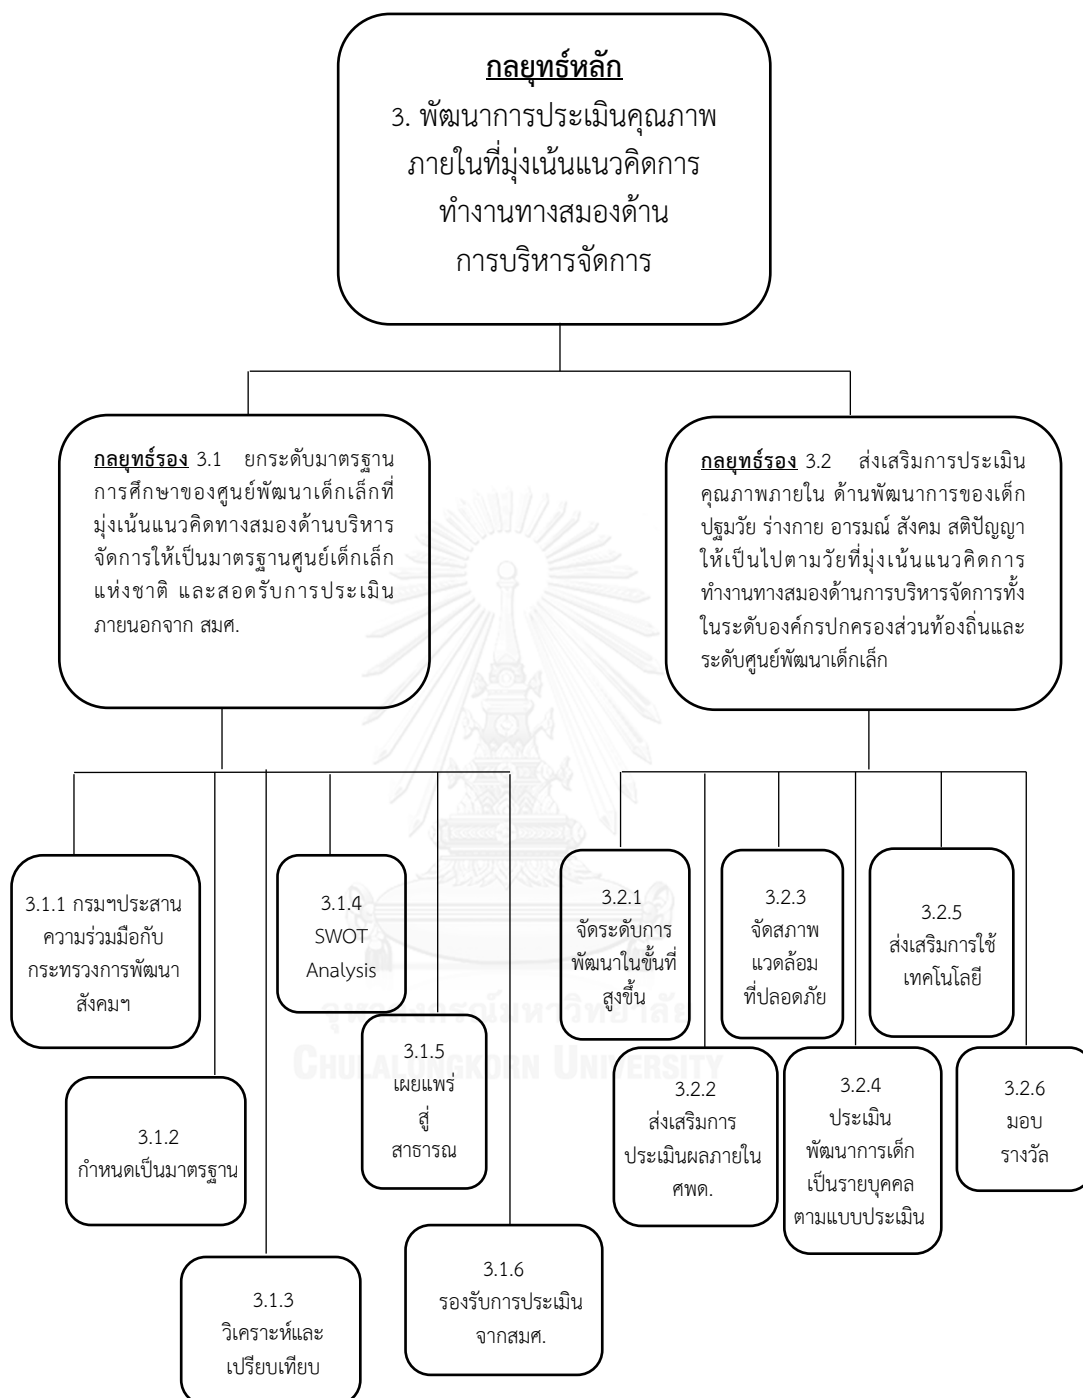 กลยุทธ์หลัก
3. พัฒนาการประเมินคุณภาพ
ภายในที่มุ่งเน้นแนวคิดการ
ทำงานทางสมองด้าน
การบริหารจัดการ
กลยุทธ์รอง 3.1 ยกระดับมาตรฐาน
การศึกษาของศูนย์พัฒนาเด็กเล็กที่
มุ่งเน้นแนวคิดทางสมองด้านบริหาร
จัดการให้เป็นมาตรฐานศูนย์เด็กเล็ก
แห่งชาติ และสอดรับการประเมิน
ภายนอกจาก สมศ.
กลยุทธ์รอง 3.2 ส่งเสริมการประเมิน
คุณภาพภายใน ด้านพัฒนาการของเด็ก
ปฐมวัย ร่างกาย อารมณ์ สังคม สติปัญญา
ให้เป็นไปตามวัยที่มุ่งเน้นแนวคิดการ
ทำงานทางสมองด้านการบริหารจัดการทั้ง
ในระดับองค์กรปกครองส่วนท้องถิ่นและ
ระดับศูนย์พัฒนาเด็กเล็ก
3.1.1 กรมฯประสาน
ความร่วมมือกับ
กระทรวงการพัฒนา
สังคมฯ
3.1.2
กำหนดเป็นมาตรฐาน
3.1.3
วิเคราะห์และ
เปรียบเทียบ
3.1.4
SWOT
Analysis
3.1.5
เผยแพร่
สู่
สาธารณ
3.1.6
รองรับการประเมิน
จากสมศ.
3.2.1
จัดระดับการ
พัฒนาในขั้นที่
สูงขึ้น
3.2.2
ส่งเสริมการ
ประเมินผลภายใน
ศพด.
3.2.3
จัดสภาพ
แวดล้อม
ที่ปลอดภัย
3.2.4
ประเมิน
พัฒนาการเด็ก
เป็นรายบุคคล
ตามแบบประเมิน
3.2.5
ส่งเสริมการใช้
เทคโนโลยี
3.2.6
มอบ
รางวัล
จุฬาลงกรณ์มหาวิทยาลัย
CHULALONGKORN UNIVERSITY